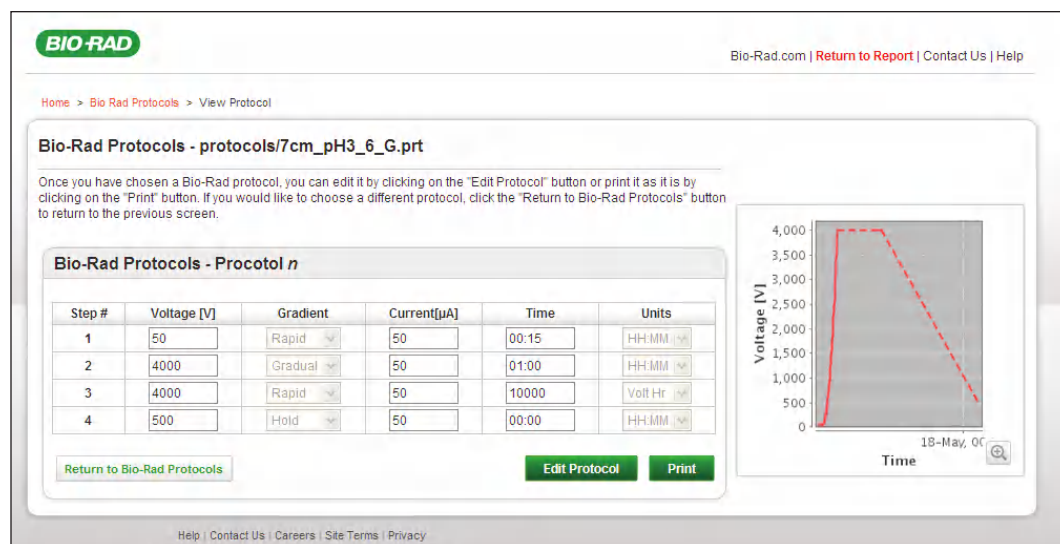 BIO-RAD
Bio-Rad.com | Return to Report | Contact Us | Help
Home > Bio Rad Protocols > View Protocol
Bio-Rad Protocols - protocols/7cm_pH3_6_G.prt
Once you have chosen a Bio-Rad protocol, you can edit it by clicking on the "Edit Protocol" button or print it as it is by
clicking on the "Print" button. If you would like to choose a different protocol, click the "Return to Bio-Rad Protocols" button
to return to the previous screen.
Bio-Rad Protocols - Procotol n
Step # Voltage [V] Gradient Current[µA] Time Units
1 50 Rapid 50 00:15 HH:MM
2 4000 Gradual 50 01:00 HH:MM
3 4000 Rapid 50 10000 Volt Hr
4 500 Hold 50 00:00 HH:MM
Return to Bio-Rad Protocols Edit Protocol Print
Voltage [V]
4,000
3,500
3,000
2,500
2,000
1,500
1,000
500
0
18-May, 0
Time
Help | Contact Us | Careers | Site Terms | Privacy